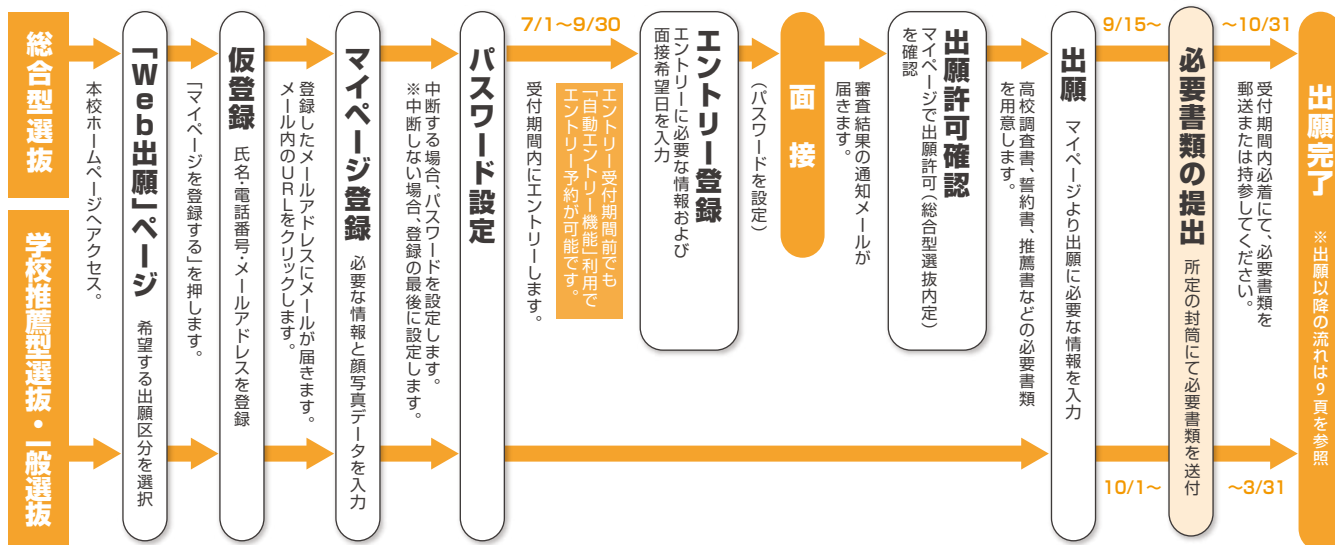 総合型選抜
学校推薦型選抜・一般選抜
本校ホームページへアクセス。
「Web出願」ページ 希望する出願区分を選択
「マイページを登録する」を押します。
仮登録 氏名・電話番号・メールアドレスを登録
登録したメールアドレスにメールが届きます。
メール内のURLをクリックします。
マイページ登録 必要な情報と顔写真データを入力
中断する場合、パスワードを設定します。
※中断しない場合、登録の最後に設定します。
パスワード設定
7/1〜9/30
受付期間内にエントリーします。
エントリー受付期間前でも
「自動エントリー機能」利用で
エントリー予約が可能です。
エントリー登録
エントリーに必要な情報および
面接希望日を入力
(パスワードを設定)
面接
審査結果の通知メールが
届きます。
出願許可確認
マイページで出願許可(総合型選抜内定)
を確認
高校調査書、誓約書、推薦書などの必要書類
を用意します。
出願 マイページより出願に必要な情報を入力
9/15〜
10/1〜
必要書類の提出 所定の封筒にて必要書類を送付
〜10/31
受付期間内必着にて、必要書類を
郵送または持参してください。
〜3/31
出願完了 ※出願以降の流れは9頁を参照